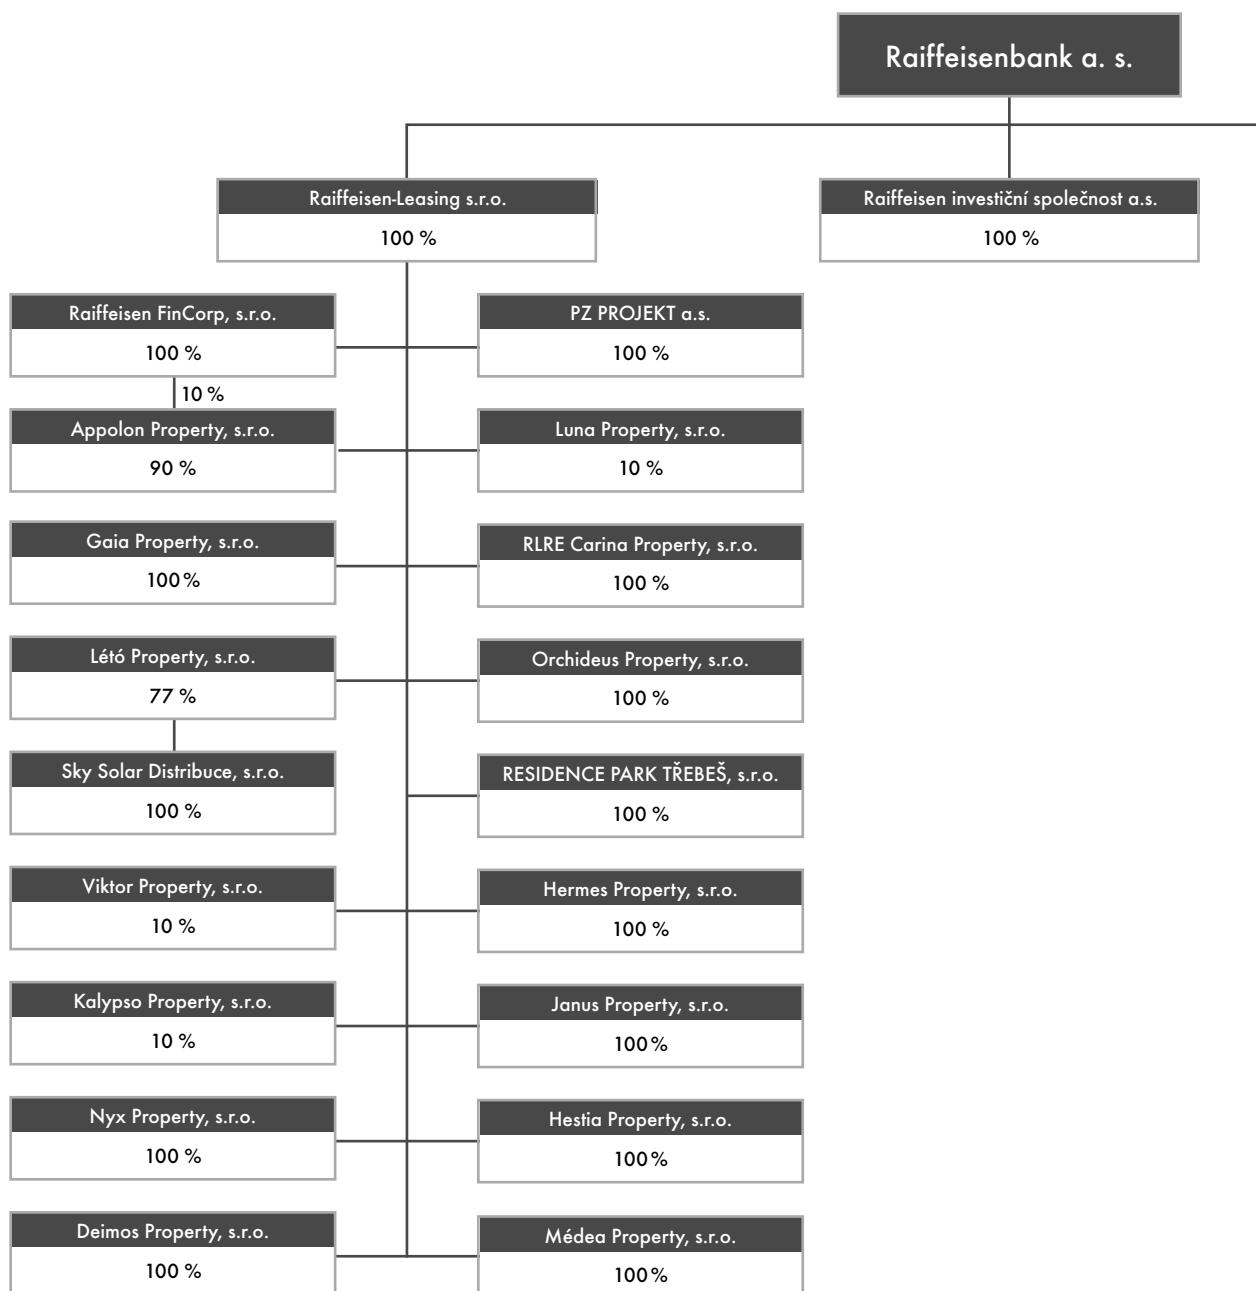 Raiffeisenbank a. s.
Raiffeisen-Leasing s.r.o.
100 %
Raiffeisen investiční společnost a.s.
100 %
Raiffeisen FinCorp, s.r.o.
100 %
10 %
Appolon Property, s.r.o.
90 %
Gaia Property, s.r.o.
100 %
Létó Property, s.r.o.
77 %
Sky Solar Distribuce, s.r.o.
100 %
Viktor Property, s.r.o.
10 %
Kalypso Property, s.r.o.
10 %
Nyx Property, s.r.o.
100 %
Deimos Property, s.r.o.
100 %
PZ PROJEKT a.s.
100 %
Luna Property, s.r.o.
10 %
RLRE Carina Property, s.r.o.
100 %
Orchideus Property, s.r.o.
100 %
RESIDENCE PARK TŘEBEŠ, s.r.o.
100 %
Hermes Property, s.r.o.
100 %
Janus Property, s.r.o.
100 %
Hestia Property, s.r.o.
100 %
Médea Property, s.r.o.
100 %